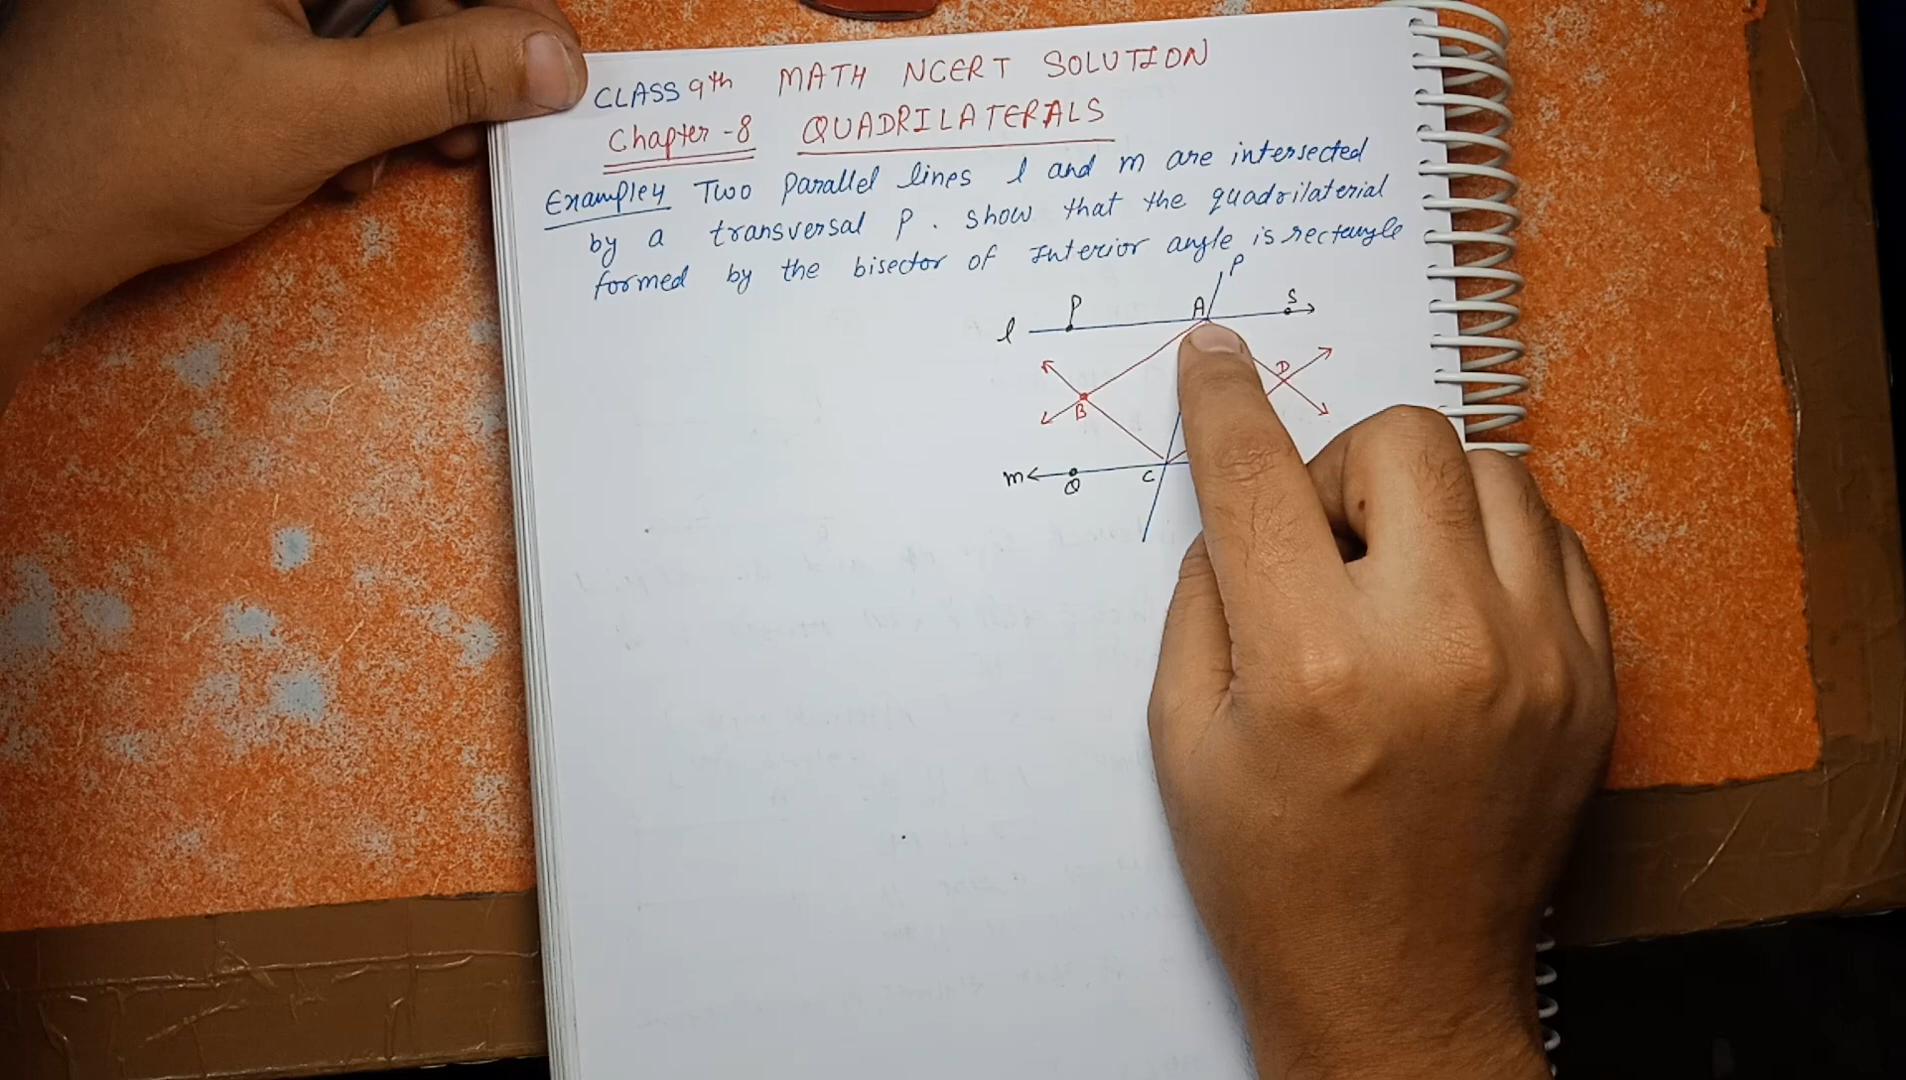 CLASS 9th MATH NCERT SOLUTION
Chapter -8 QUADRILATERALS
Example4 Two Parallel lines l and m are intersected
by a transversal P. show that the quadrilaterial
formed by the bisector of Interior angle is rectangle
P
l P A S
B D
m Q C